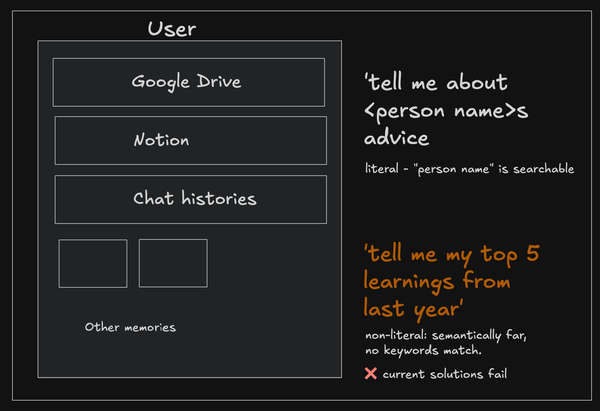 User
Google Drive
Notion
Chat histories
Other memories
'tell me about
<person name>s
advice
literal - "person name" is searchable
'tell me my top 5
learnings from
last year'
non-literal: semantically far,
no keywords match.
❌ current solutions fail